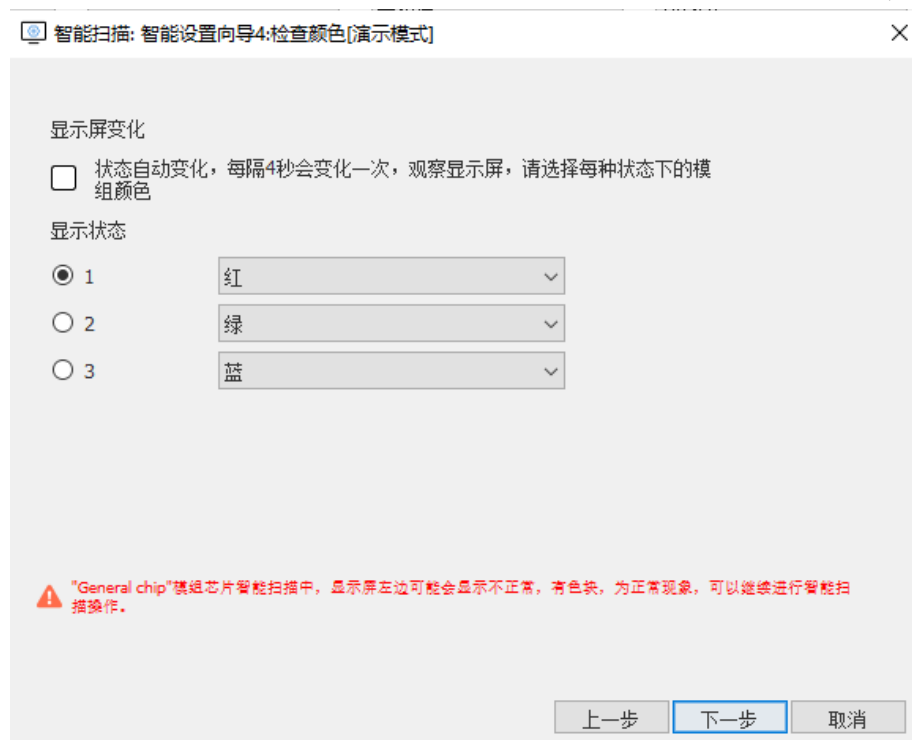 智能扫描: 智能设置向导4:检查颜色[演示模式]
显示屏变化
状态自动变化，每隔4秒会变化一次，观察显示屏，请选择每种状态下的模
组颜色
显示状态
1 红
2 绿
3 蓝
"General chip"模组芯片智能扫描中，显示屏左边可能会显示不正常，有色块，为正常现象，可以继续进行智能扫
描操作。
上一步 下一步 取消